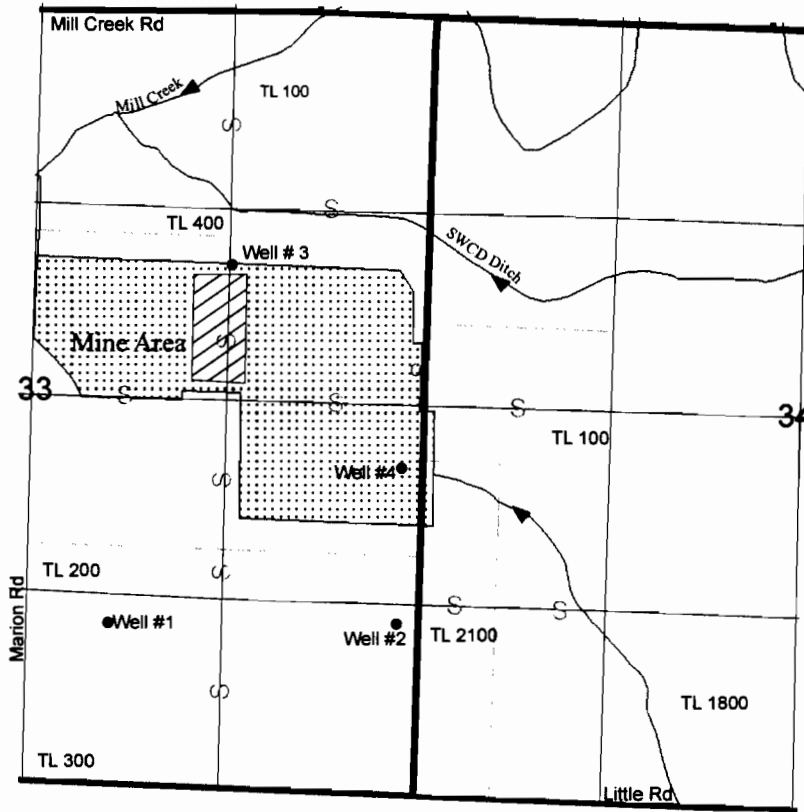 Mill Creek Rd
Mill Creek
TL 100
TL 400
Well # 3
SWCD Ditch
Mine Area
33
34
TL 100
Well #4
TL 200
Marion Rd
Well #1
Well #2
TL 2100
TL 1800
TL 300
Little Rd